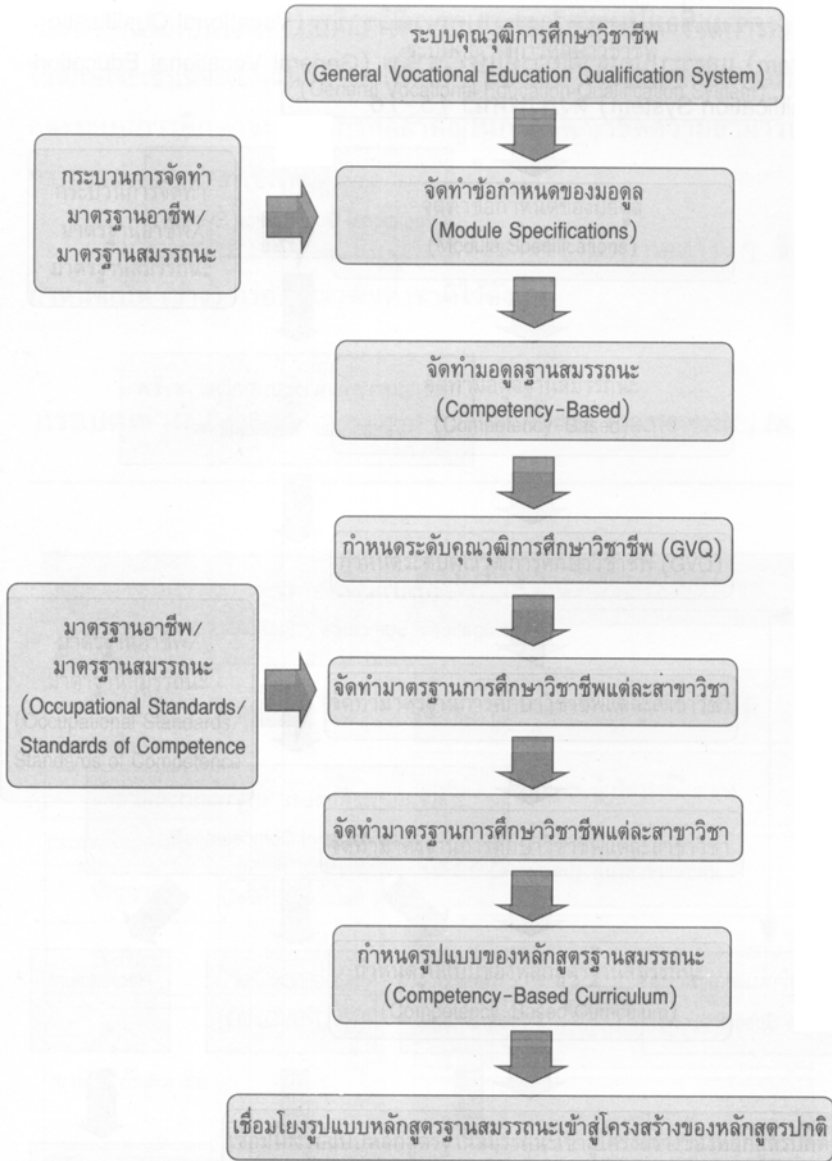 ระบบคุณวุฒิการศึกษาวิชาชีพ
(General Vocational Education Qualification System)
กระบวนการจัดทำ
มาตรฐานอาชีพ/
มาตรฐานสมรรถนะ
จัดทำข้อกำหนดของมอดูล
(Module Specifications)
จัดทำมอดูลฐานสมรรถนะ
(Competency-Based)
กำหนดระดับคุณวุฒิการศึกษาวิชาชีพ (GVQ)
มาตรฐานอาชีพ/
มาตรฐานสมรรถนะ
(Occupational Standards/
Standards of Competence
จัดทำมาตรฐานการศึกษาวิชาชีพแต่ละสาขาวิชา
จัดทำมาตรฐานการศึกษาวิชาชีพแต่ละสาขาวิชา
กำหนดรูปแบบของหลักสูตรฐานสมรรถนะ
(Competency-Based Curriculum)
เชื่อมโยงรูปแบบหลักสูตรฐานสมรรถนะเข้าสู่โครงสร้างของหลักสูตรปกติ